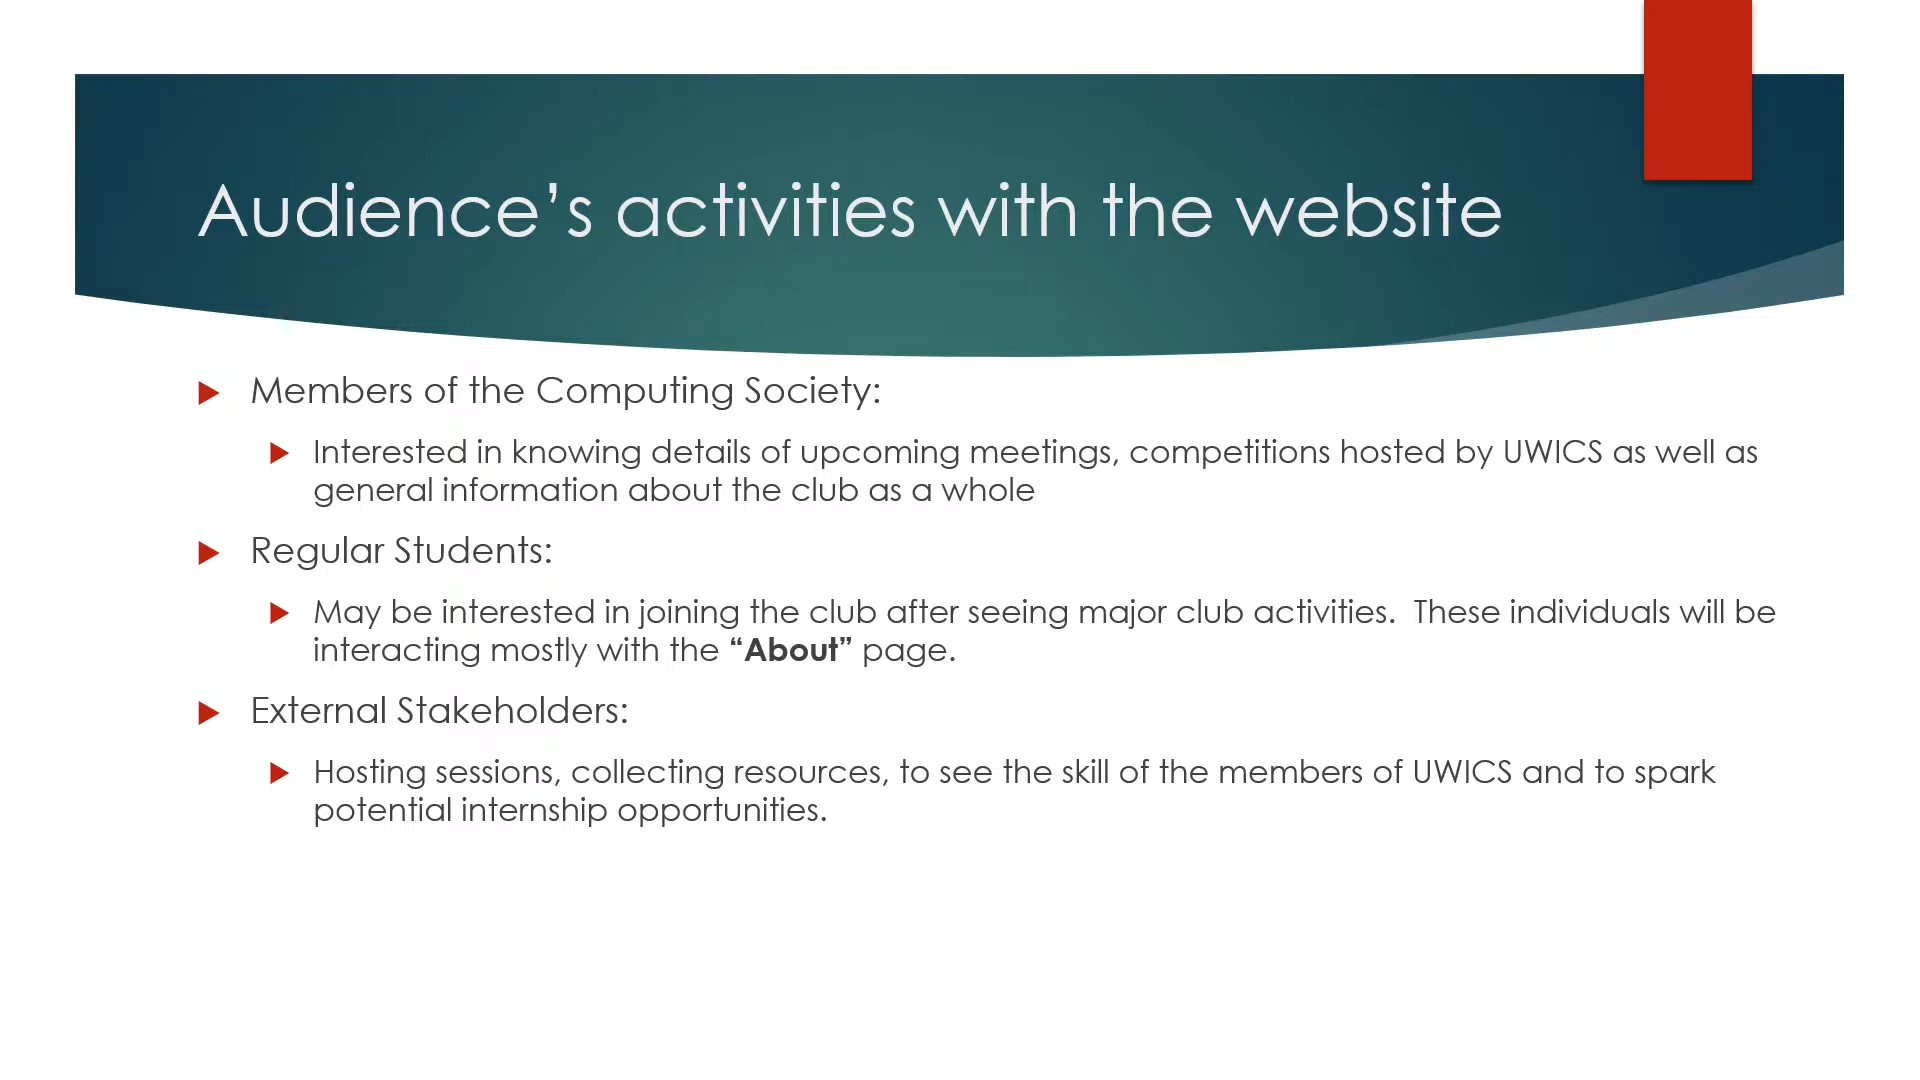 Audience’s activities with the website
Members of the Computing Society:
Interested in knowing details of upcoming meetings, competitions hosted by UWICS as well as
general information about the club as a whole
Regular Students:
May be interested in joining the club after seeing major club activities.  These individuals will be
interacting mostly with the “About” page.
External Stakeholders:
Hosting sessions, collecting resources, to see the skill of the members of UWICS and to spark
potential internship opportunities.